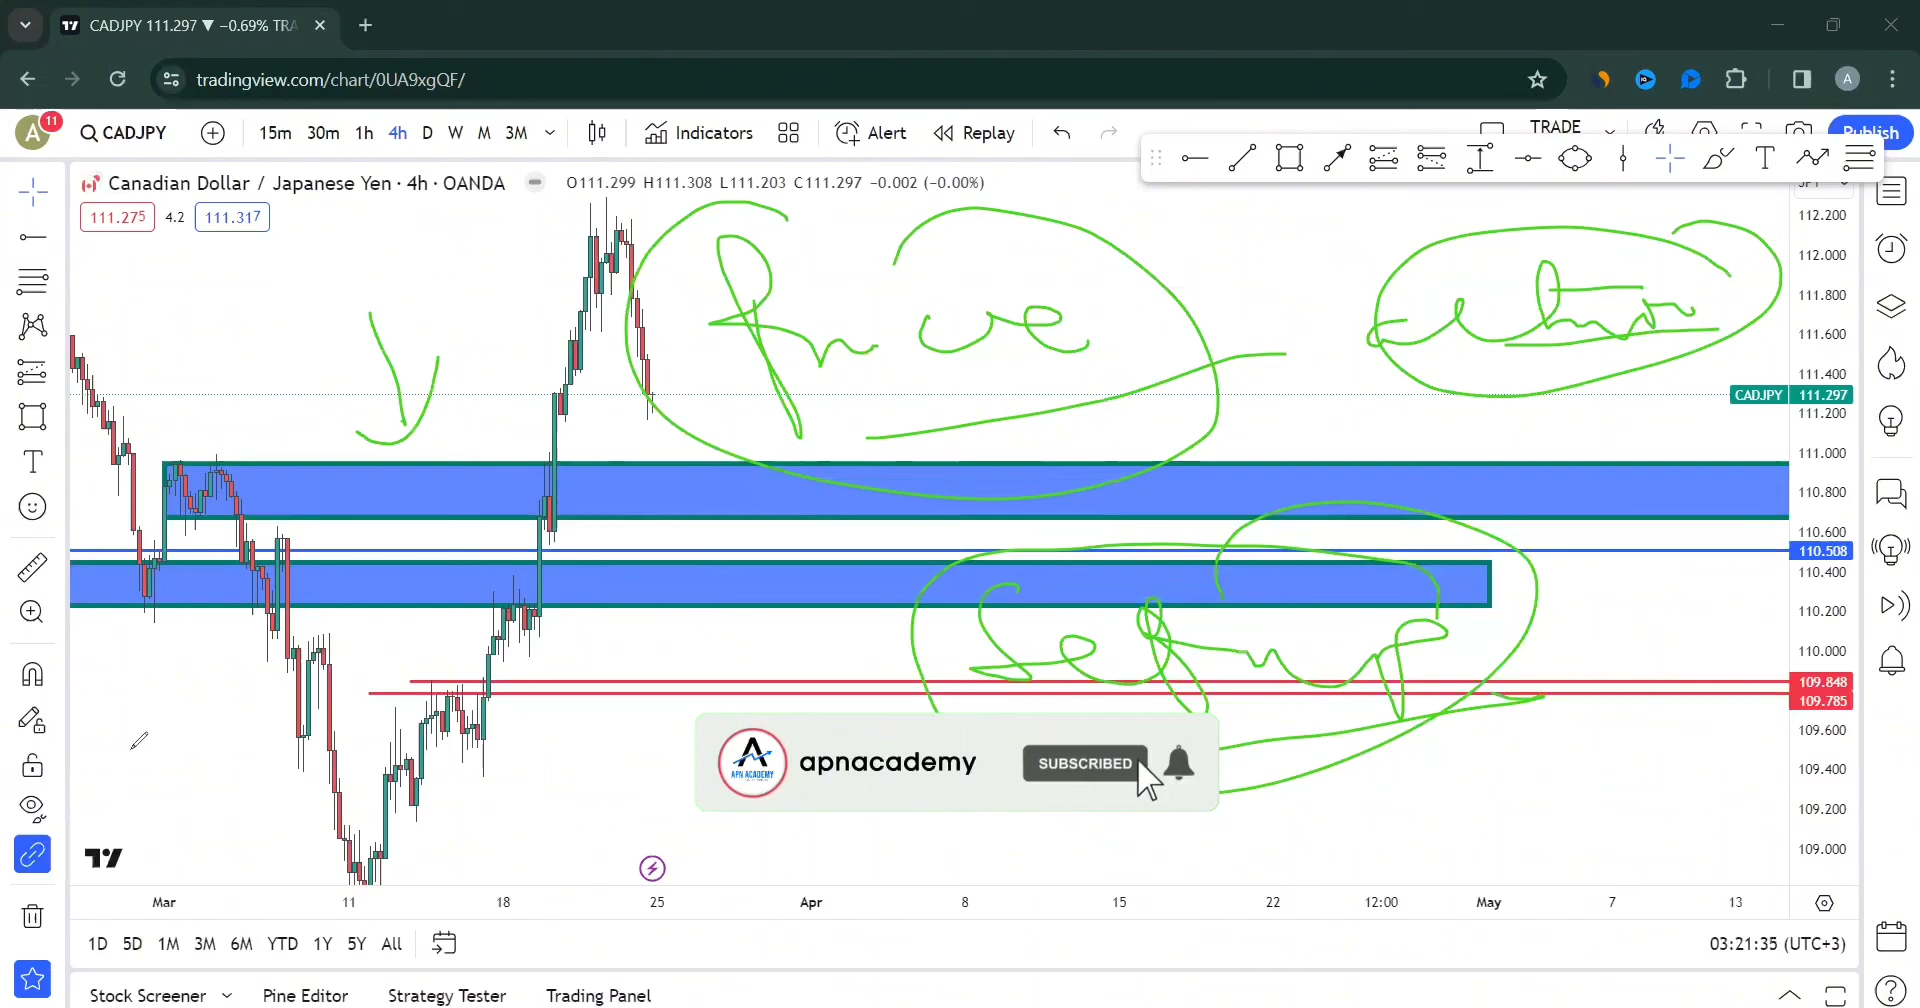 CADJPY 111.297 ▼ −0.69% TRA
tradingview.com/chart/0UA9xgQF/
A 11 CADJPY 15m 30m 1h 4h D W M 3M Indicators Alert Replay TRADE Publish
Canadian Dollar / Japanese Yen · 4h · OANDA O111.299 H111.308 L111.203 C111.297 −0.002 (−0.00%)
JPY
111.275 4.2 111.317
112.200
112.000
111.800
111.600
111.400
CADJPY 111.297
111.200
111.000
110.800
110.600
110.508
110.400
110.200
110.000
109.848
109.785
109.600
109.400
109.200
109.000
Setup
apnacademy SUBSCRIBED
A
APN ACADEMY
Mar 11 18 25 Apr 8 15 22 12:00 May 7 13
1D 5D 1M 3M 6M YTD 1Y 5Y All 03:21:35 (UTC+3)
Stock Screener Pine Editor Strategy Tester Trading Panel